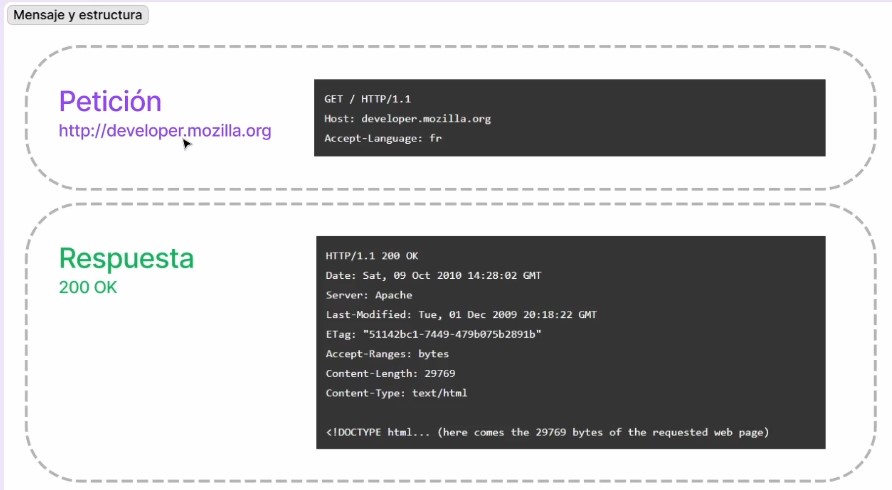 Mensaje y estructura
Petición
http://developer.mozilla.org
GET / HTTP/1.1
Host: developer.mozilla.org
Accept-Language: fr
Respuesta
200 OK
HTTP/1.1 200 OK
Date: Sat, 09 Oct 2010 14:28:02 GMT
Server: Apache
Last-Modified: Tue, 01 Dec 2009 20:18:22 GMT
ETag: "51142bc1-7449-479b075b2891b"
Accept-Ranges: bytes
Content-Length: 29769
Content-Type: text/html
<!DOCTYPE html... (here comes the 29769 bytes of the requested web page)